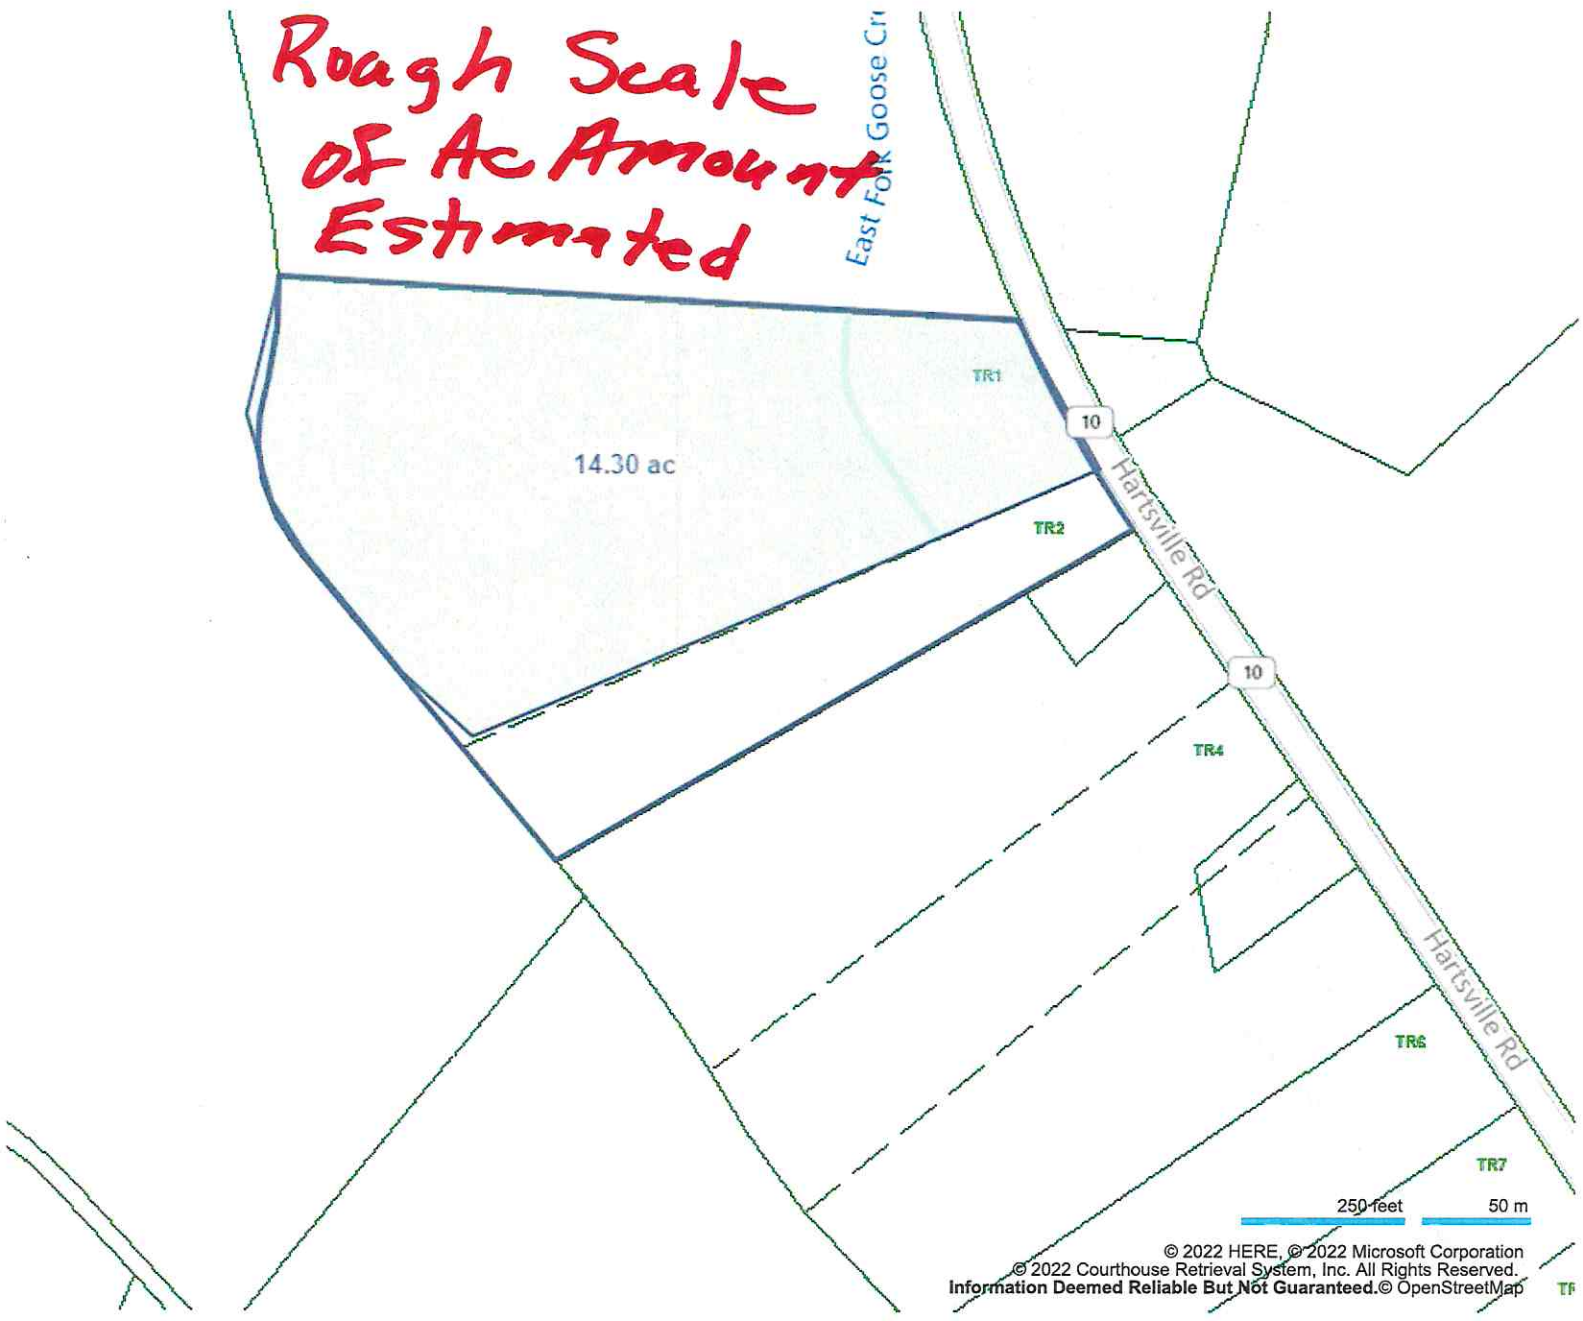 Rough Scale
of Ac Amount
Estimated
East Fork Goose Cre
TR1
10
14.30 ac
Hartsville Rd
TR2
10
TR4
Hartsville Rd
TR6
TR7
250 feet 50 m
© 2022 HERE, © 2022 Microsoft Corporation
© 2022 Courthouse Retrieval System, Inc. All Rights Reserved.
Information Deemed Reliable But Not Guaranteed.© OpenStreetMap